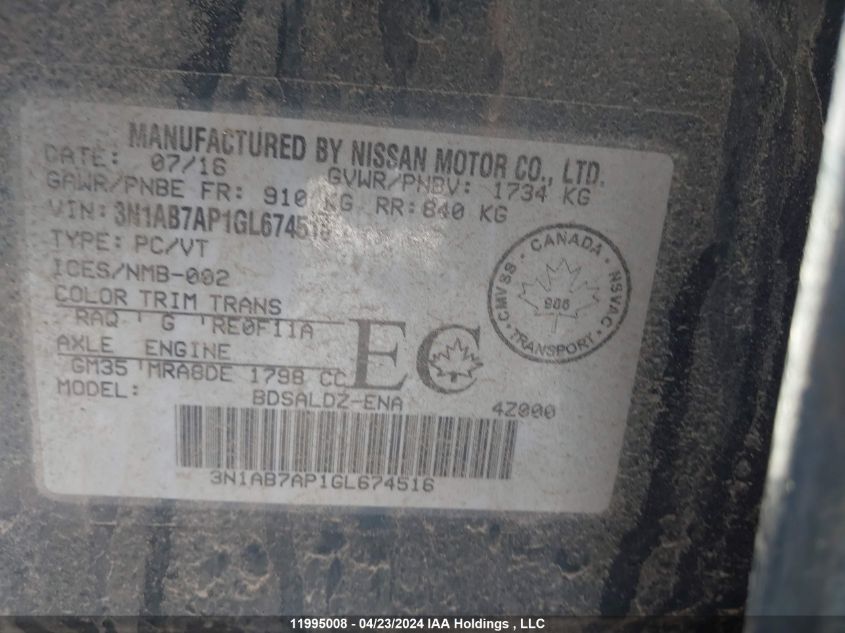 MANUFACTURED BY NISSAN MOTOR CO., LTD.
DATE: 07/16 GVWR/PNBV: 1734 KG
GAWR/PNBE FR: 910 KG RR: 840 KG
VIN: 3N1AB7AP1GL674516
TYPE: PC/VT
ICES/NMB-002
COLOR TRIM TRANS
RAQ G RE0F11A
AXLE ENGINE
GM35 MRA8DE 1798 CC
MODEL: BDSALDZ-ENA 4Z000
EC
CANADA
CMVSS NSVAC
986
TRANSPORT
3N1AB7AP1GL674516
11995008 - 04/23/2024 IAA Holdings , LLC